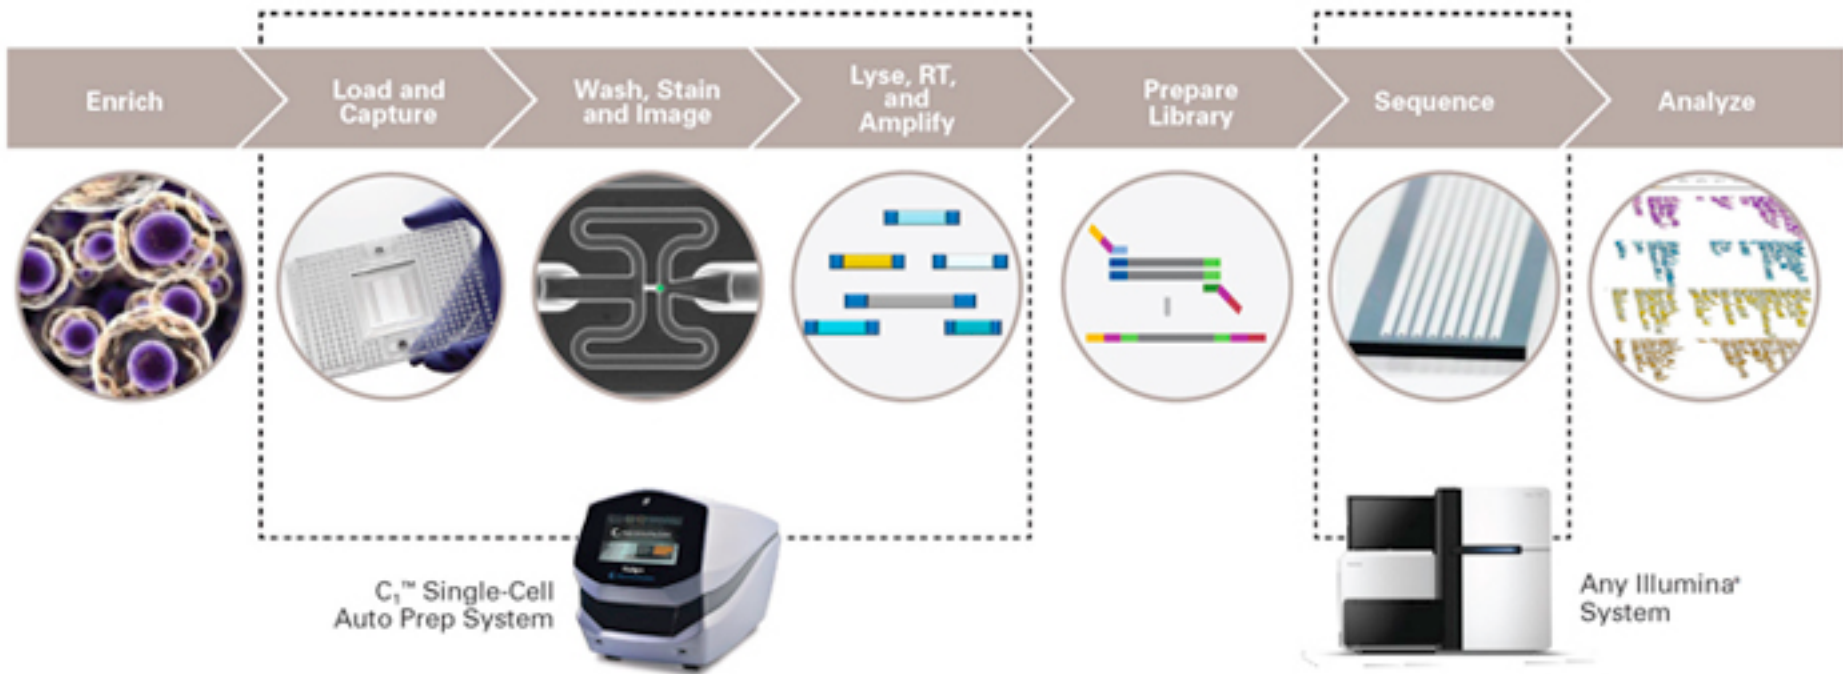 Enrich
Load and
Capture
Wash, Stain
and Image
Lyse, RT,
and
Amplify
Prepare
Library
Sequence
Analyze
C₁™ Single-Cell
Auto Prep System
Any Illumina®
System